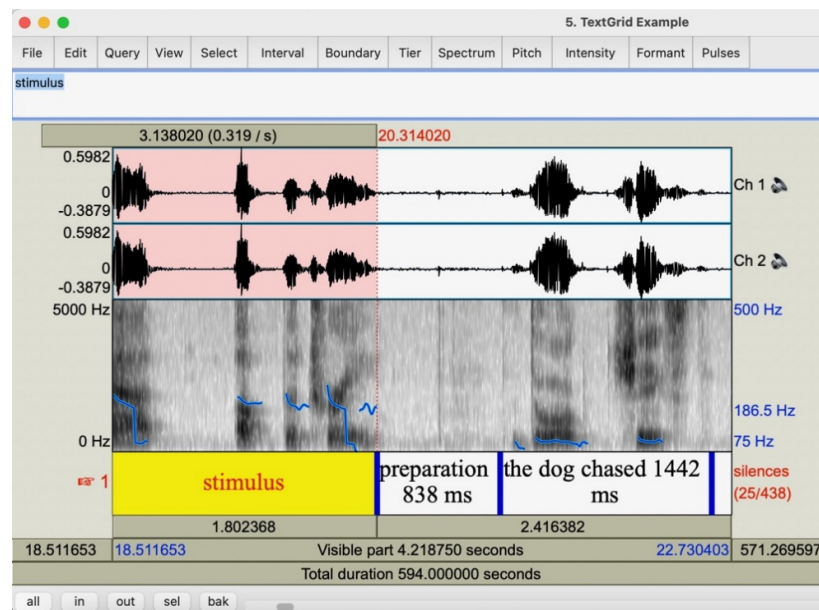 5. TextGrid Example
File Edit Query View Select Interval Boundary Tier Spectrum Pitch Intensity Formant Pulses
stimulus
3.138020 (0.319 / s) 20.314020
0.5982
0
-0.3879
Ch 1
0.5982
0
-0.3879
Ch 2
5000 Hz 500 Hz
186.5 Hz
0 Hz 75 Hz
1 stimulus preparation 838 ms the dog chased 1442 ms silences (25/438)
1.802368 2.416382
18.511653 18.511653 Visible part 4.218750 seconds 22.730403 571.269597
Total duration 594.000000 seconds
all in out sel bak